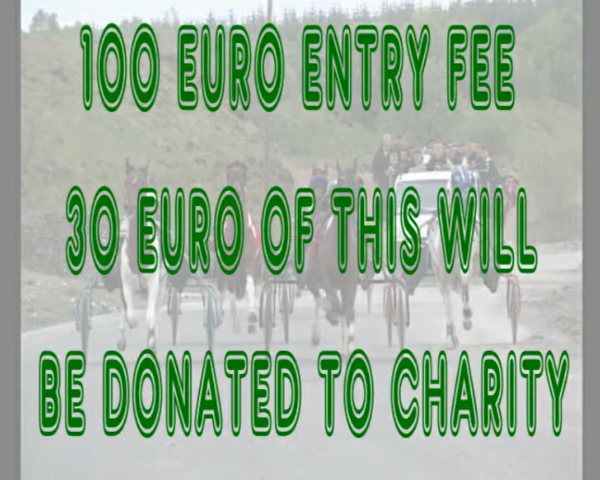 100 EURO ENTRY FEE
30 EURO OF THIS WILL
BE DONATED TO CHARITY